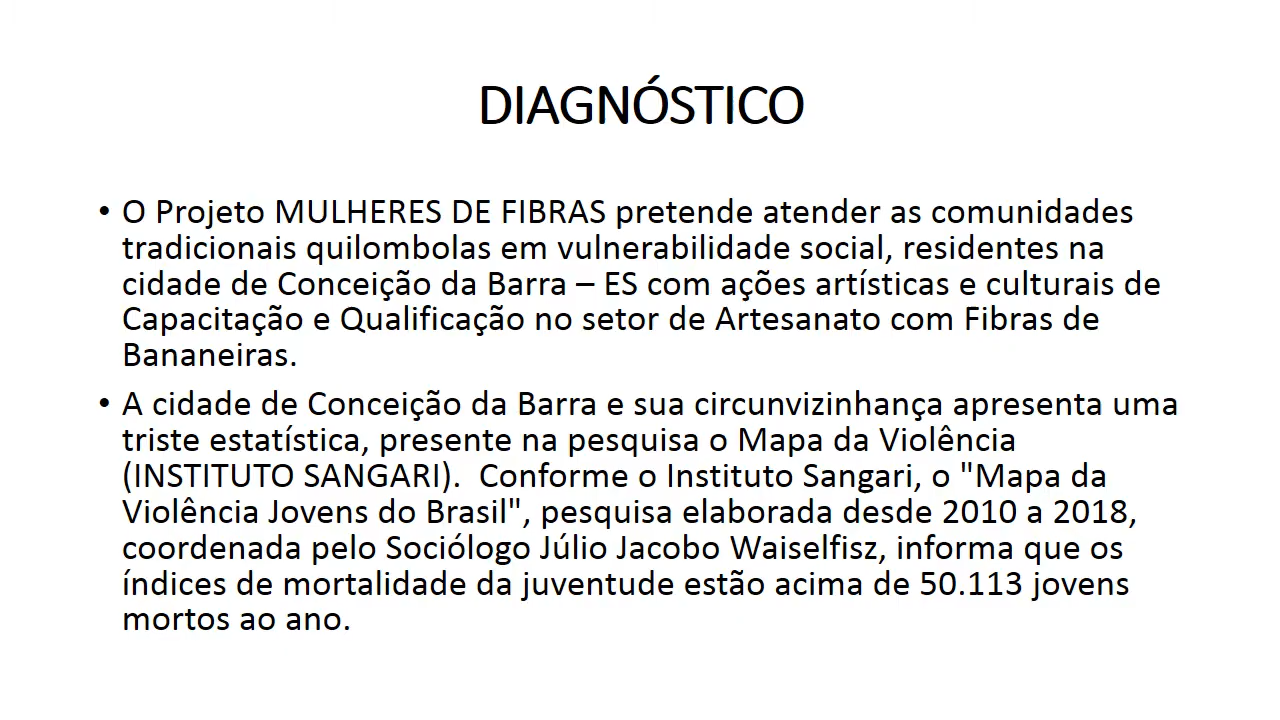 DIAGNÓSTICO
• O Projeto MULHERES DE FIBRAS pretende atender as comunidades
tradicionais quilombolas em vulnerabilidade social, residentes na
cidade de Conceição da Barra – ES com ações artísticas e culturais de
Capacitação e Qualificação no setor de Artesanato com Fibras de
Bananeiras.
• A cidade de Conceição da Barra e sua circunvizinhança apresenta uma
triste estatística, presente na pesquisa o Mapa da Violência
(INSTITUTO SANGARI).  Conforme o Instituto Sangari, o "Mapa da
Violência Jovens do Brasil", pesquisa elaborada desde 2010 a 2018,
coordenada pelo Sociólogo Júlio Jacobo Waiselfisz, informa que os
índices de mortalidade da juventude estão acima de 50.113 jovens
mortos ao ano.